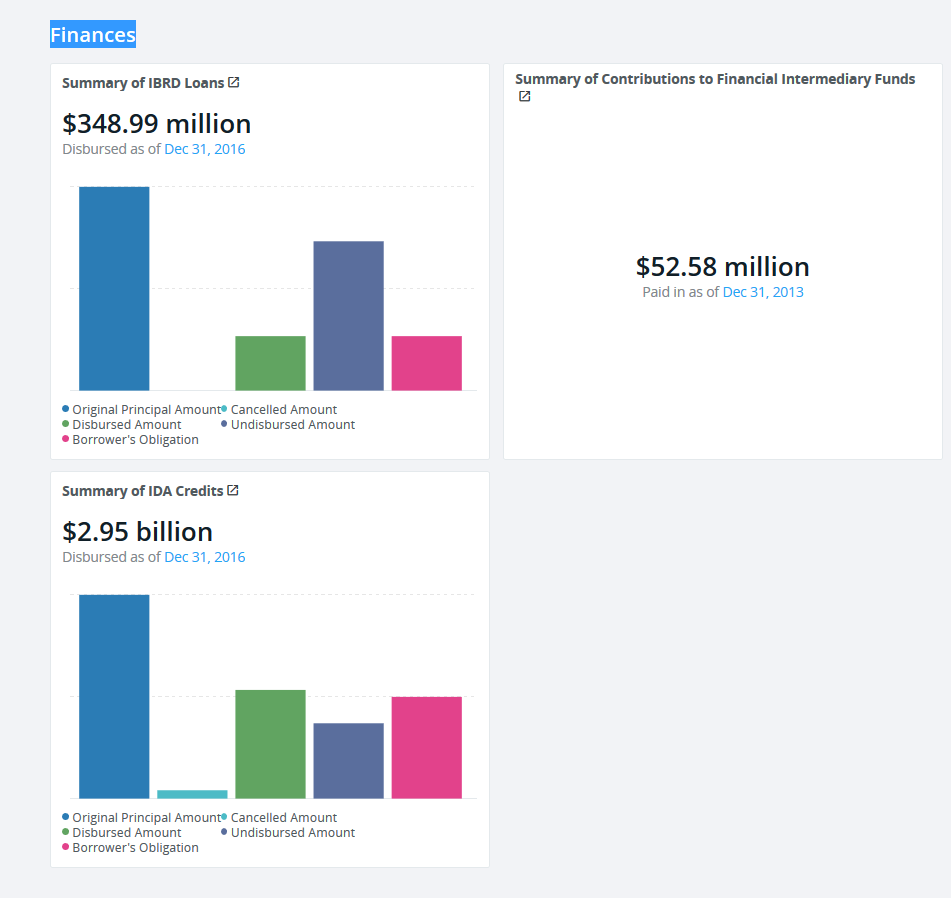 Finances
Summary of IBRD Loans
$348.99 million
Disbursed as of Dec 31, 2016
Original Principal Amount Cancelled Amount
Disbursed Amount Undisbursed Amount
Borrower's Obligation
Summary of Contributions to Financial Intermediary Funds
$52.58 million
Paid in as of Dec 31, 2013
Summary of IDA Credits
$2.95 billion
Disbursed as of Dec 31, 2016
Original Principal Amount Cancelled Amount
Disbursed Amount Undisbursed Amount
Borrower's Obligation